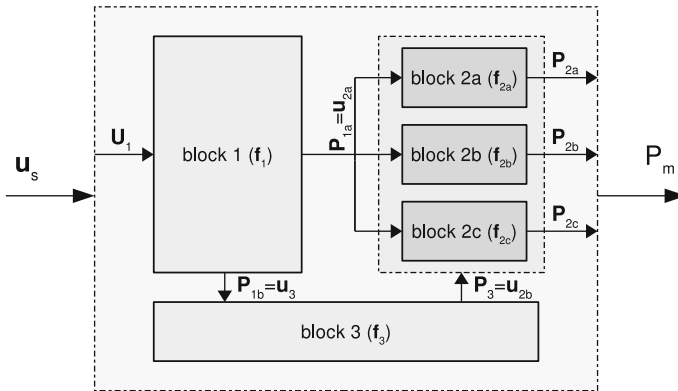 u_s
U_1
block 1 (f_1)
P_1a=u_2a
block 2a (f_2a)
block 2b (f_2b)
block 2c (f_2c)
P_2a
P_2b
P_2c
P_m
P_1b=u_3
P_3=u_2b
block 3 (f_3)